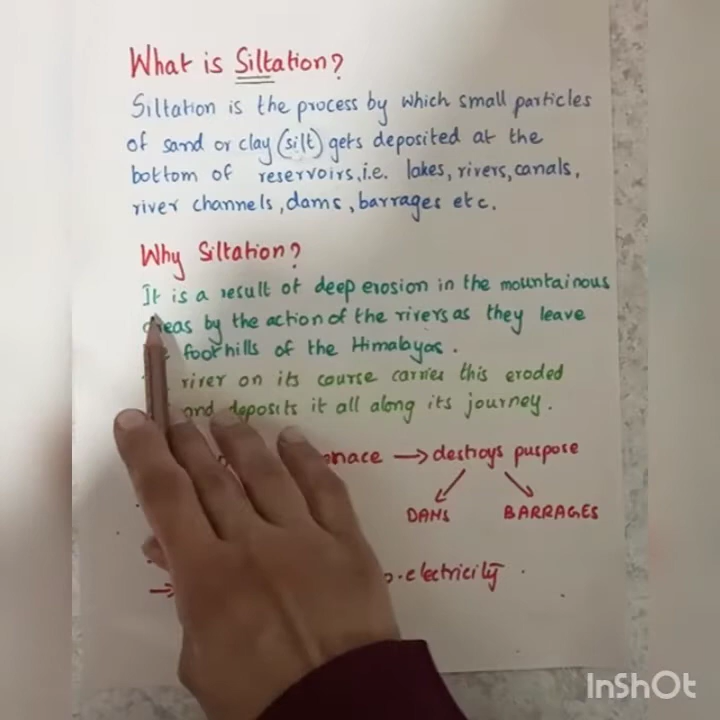 What is Siltation?
Siltation is the process by which small particles
of sand or clay (silt) gets deposited at the
bottom of reservoirs, i.e. lakes, rivers, canals,
river channels, dams, barrages etc.
Why Siltation?
It is a result of deep erosion in the mountainous
by the action of the rivers as they leave
foothills of the Himalayas.
river on its course carries this eroded
and deposits it all along its journey.
→ destroys puspose
DAMS BARRAGES
→ electricity
InShOt